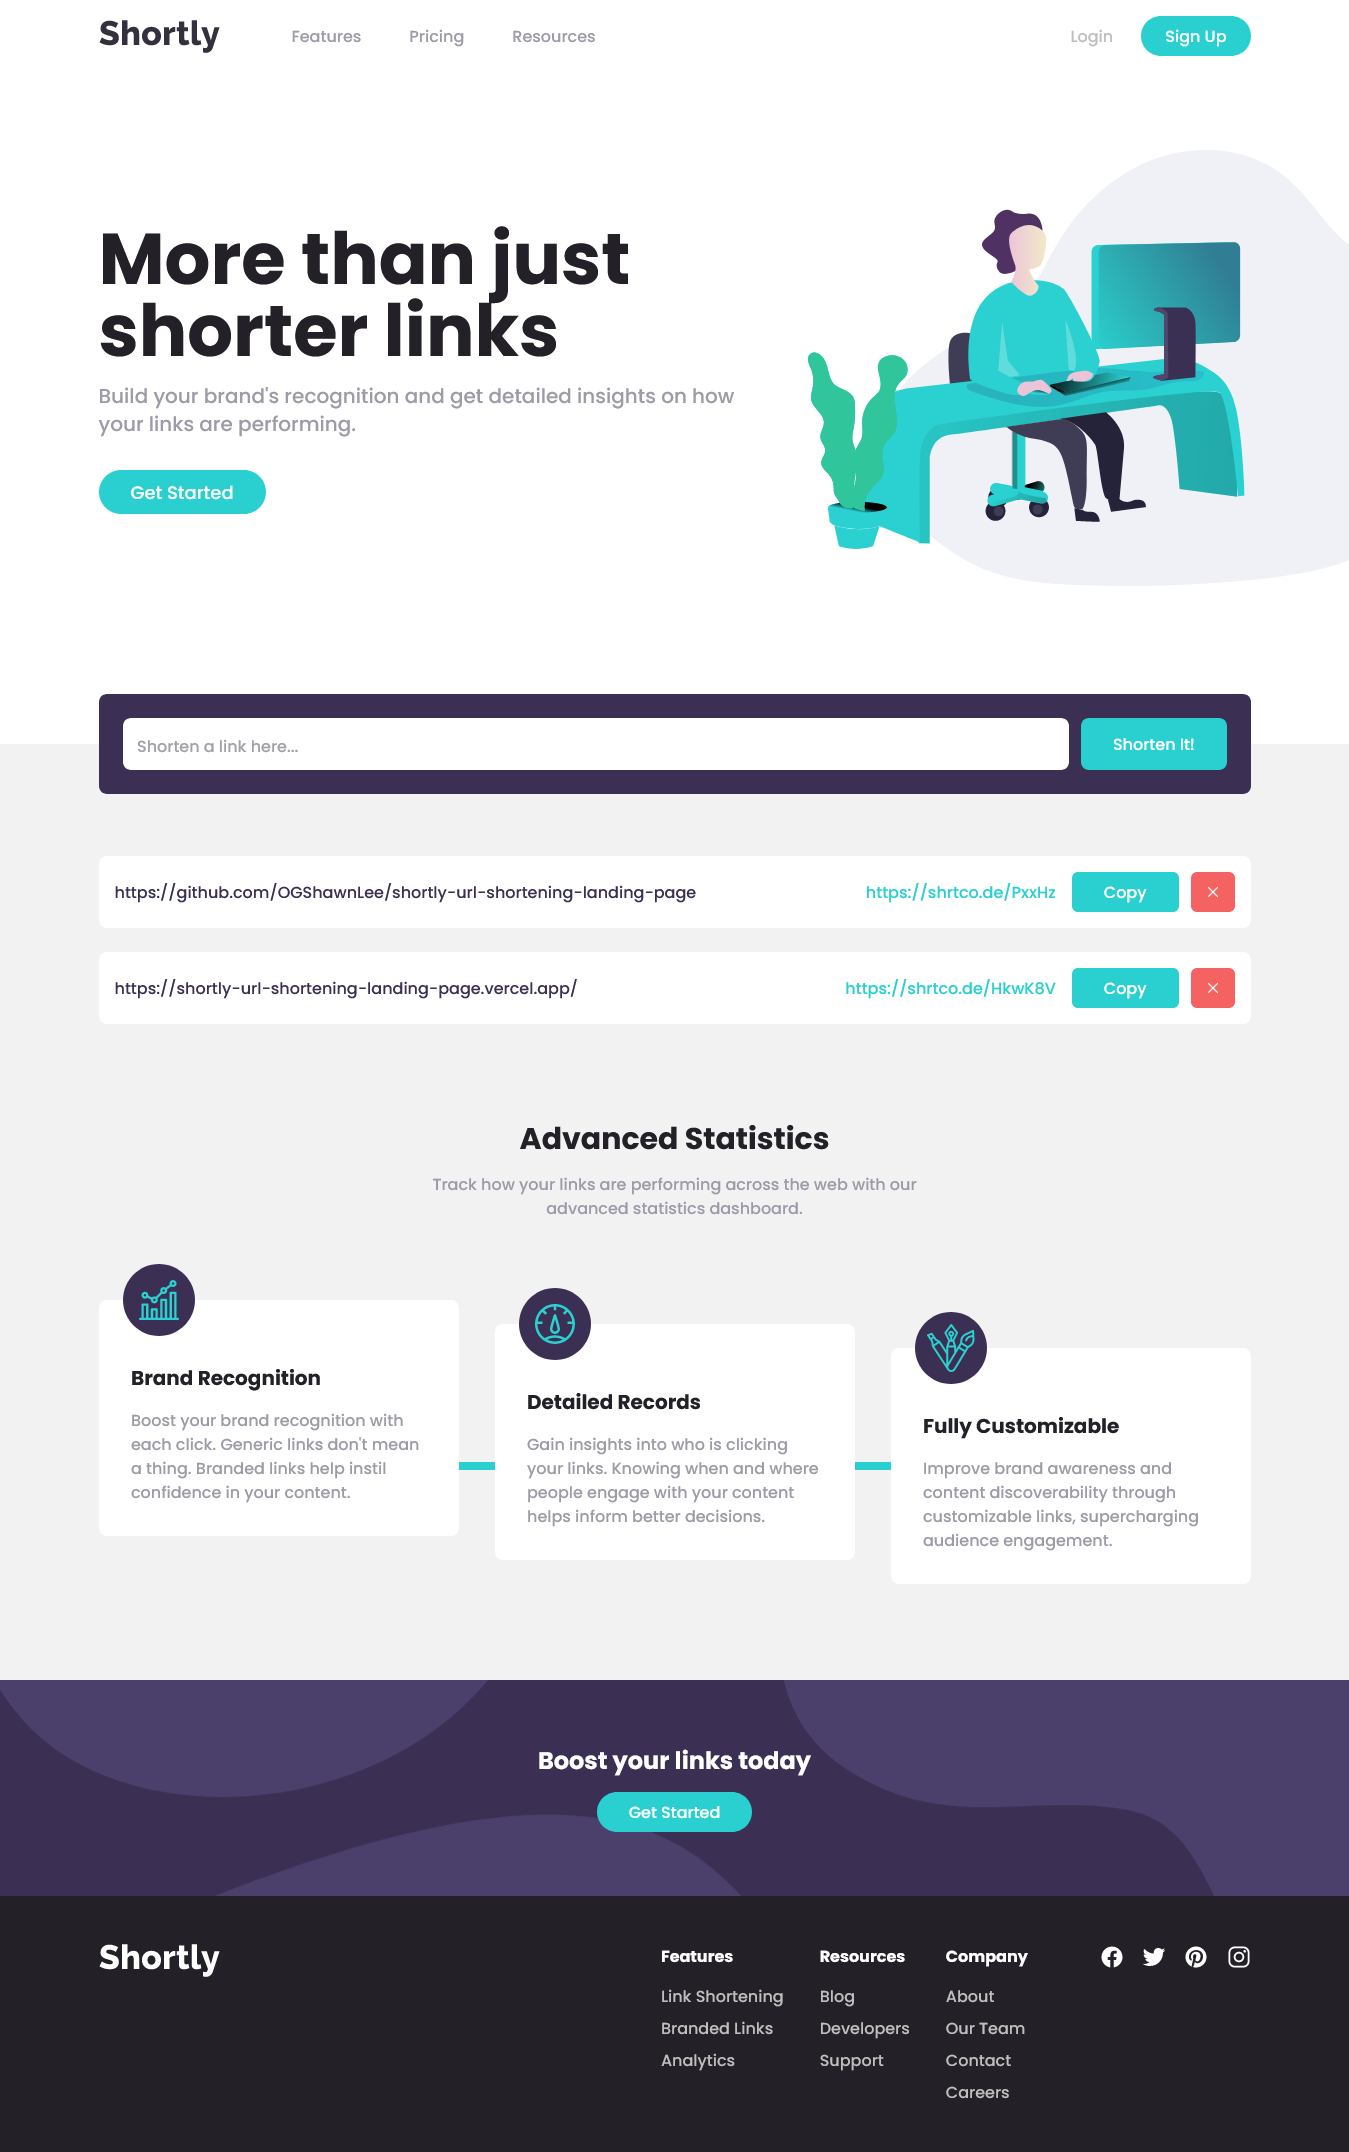 Shortly
Features
Pricing
Resources
Login
Sign Up
More than just
shorter links
Build your brand's recognition and get detailed insights on how
your links are performing.
Get Started
Shorten a link here...
Shorten It!
https://github.com/OGShawnLee/shortly-url-shortening-landing-page
https://shrtco.de/PxxHz
Copy
https://shortly-url-shortening-landing-page.vercel.app/
https://shrtco.de/HkwK8V
Copy
Advanced Statistics
Track how your links are performing across the web with our
advanced statistics dashboard.
Brand Recognition
Boost your brand recognition with
each click. Generic links don't mean
a thing. Branded links help instil
confidence in your content.
Detailed Records
Gain insights into who is clicking
your links. Knowing when and where
people engage with your content
helps inform better decisions.
Fully Customizable
Improve brand awareness and
content discoverability through
customizable links, supercharging
audience engagement.
Boost your links today
Get Started
Shortly
Features
Link Shortening
Branded Links
Analytics
Resources
Blog
Developers
Support
Company
About
Our Team
Contact
Careers